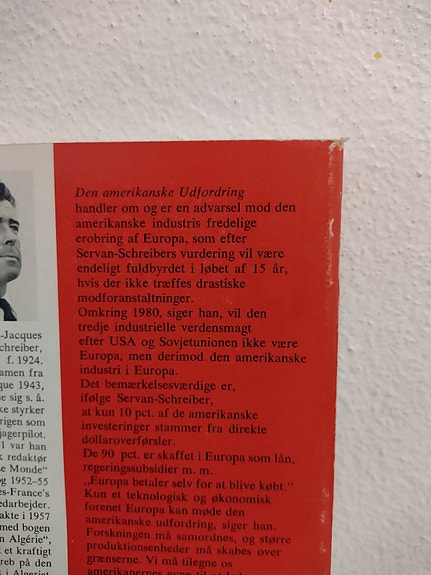 Den amerikanske Udfordring
handler om og er en advarsel mod den
amerikanske industris fredelige
erobring af Europa, som efter
Servan-Schreibers vurdering vil være
endeligt fuldbyrdet i løbet af 15 år,
hvis der ikke træffes drastiske
modforanstaltninger.
Omkring 1980, siger han, vil den
tredje industrielle verdensmagt
efter USA og Sovjetunionen ikke være
Europa, men derimod den amerikanske
industri i Europa.
Det bemærkelsesværdige er,
ifølge Servan-Schreiber,
at kun 10 pct. af de amerikanske
investeringer stammer fra direkte
dollaroverførsler.
De 90 pct. er skaffet i Europa som lån,
regeringssubsidier m. m.
„Europa betaler selv for at blive købt."
Kun et teknologisk og økonomisk
forenet Europa kan møde den
amerikanske udfordring, siger han.
Forskningen må samordnes, og større
produktionsenheder må skabes over
grænserne. Vi må tilegne os
-Jacques
chreiber,
f. 1924.
amen fra
que 1943,
e sig s. å.
ke styrker
rigen som
jagerpilot.
1 var han
k redaktør
e Monde"
og 1952-55
ès-France's
edarbejder.
akte i 1957
med bogen
n Algérie",
et kraftigt
reb på den
i Algeriet